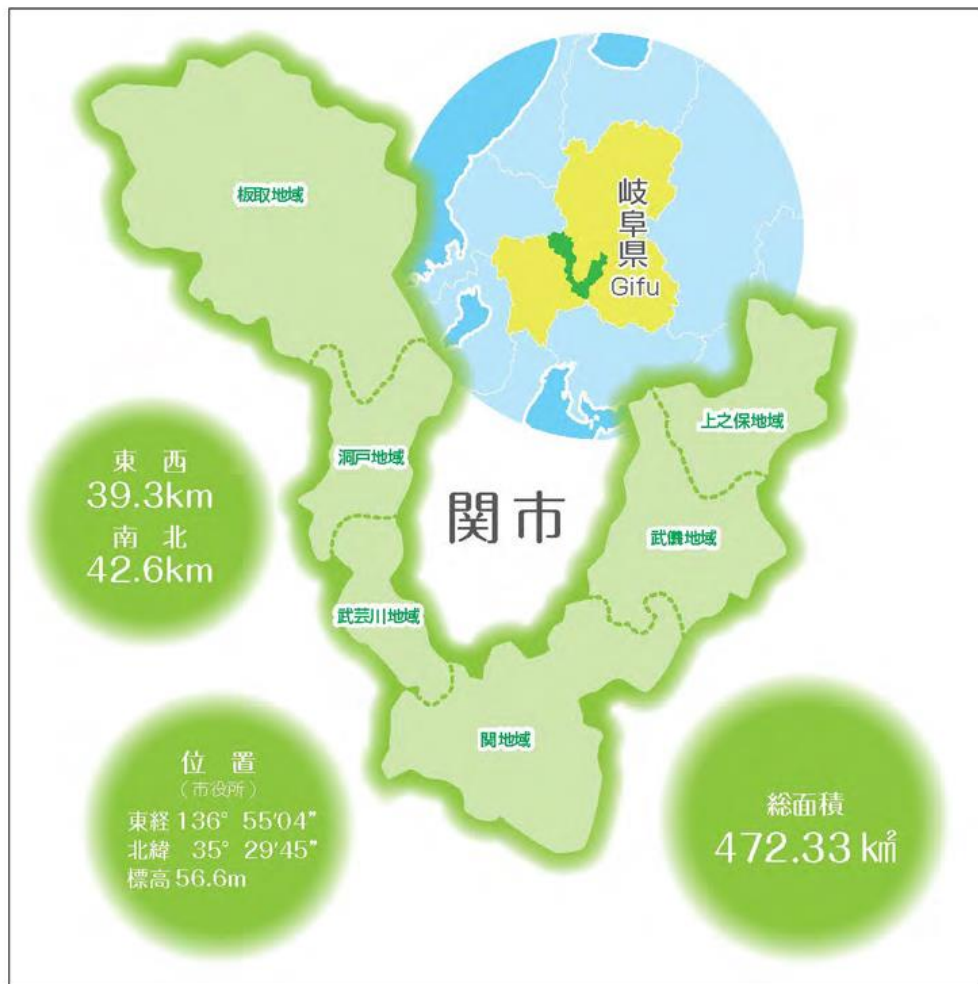 板取地域
岐阜県
Gifu
上之保地域
東西
39.3km
南北
42.6km
洞戸地域
関市
武儀地域
武芸川地域
関地域
位置
（市役所）
東経 136° 55′04″
北緯 35° 29′45″
標高 56.6m
総面積
472.33 k㎡